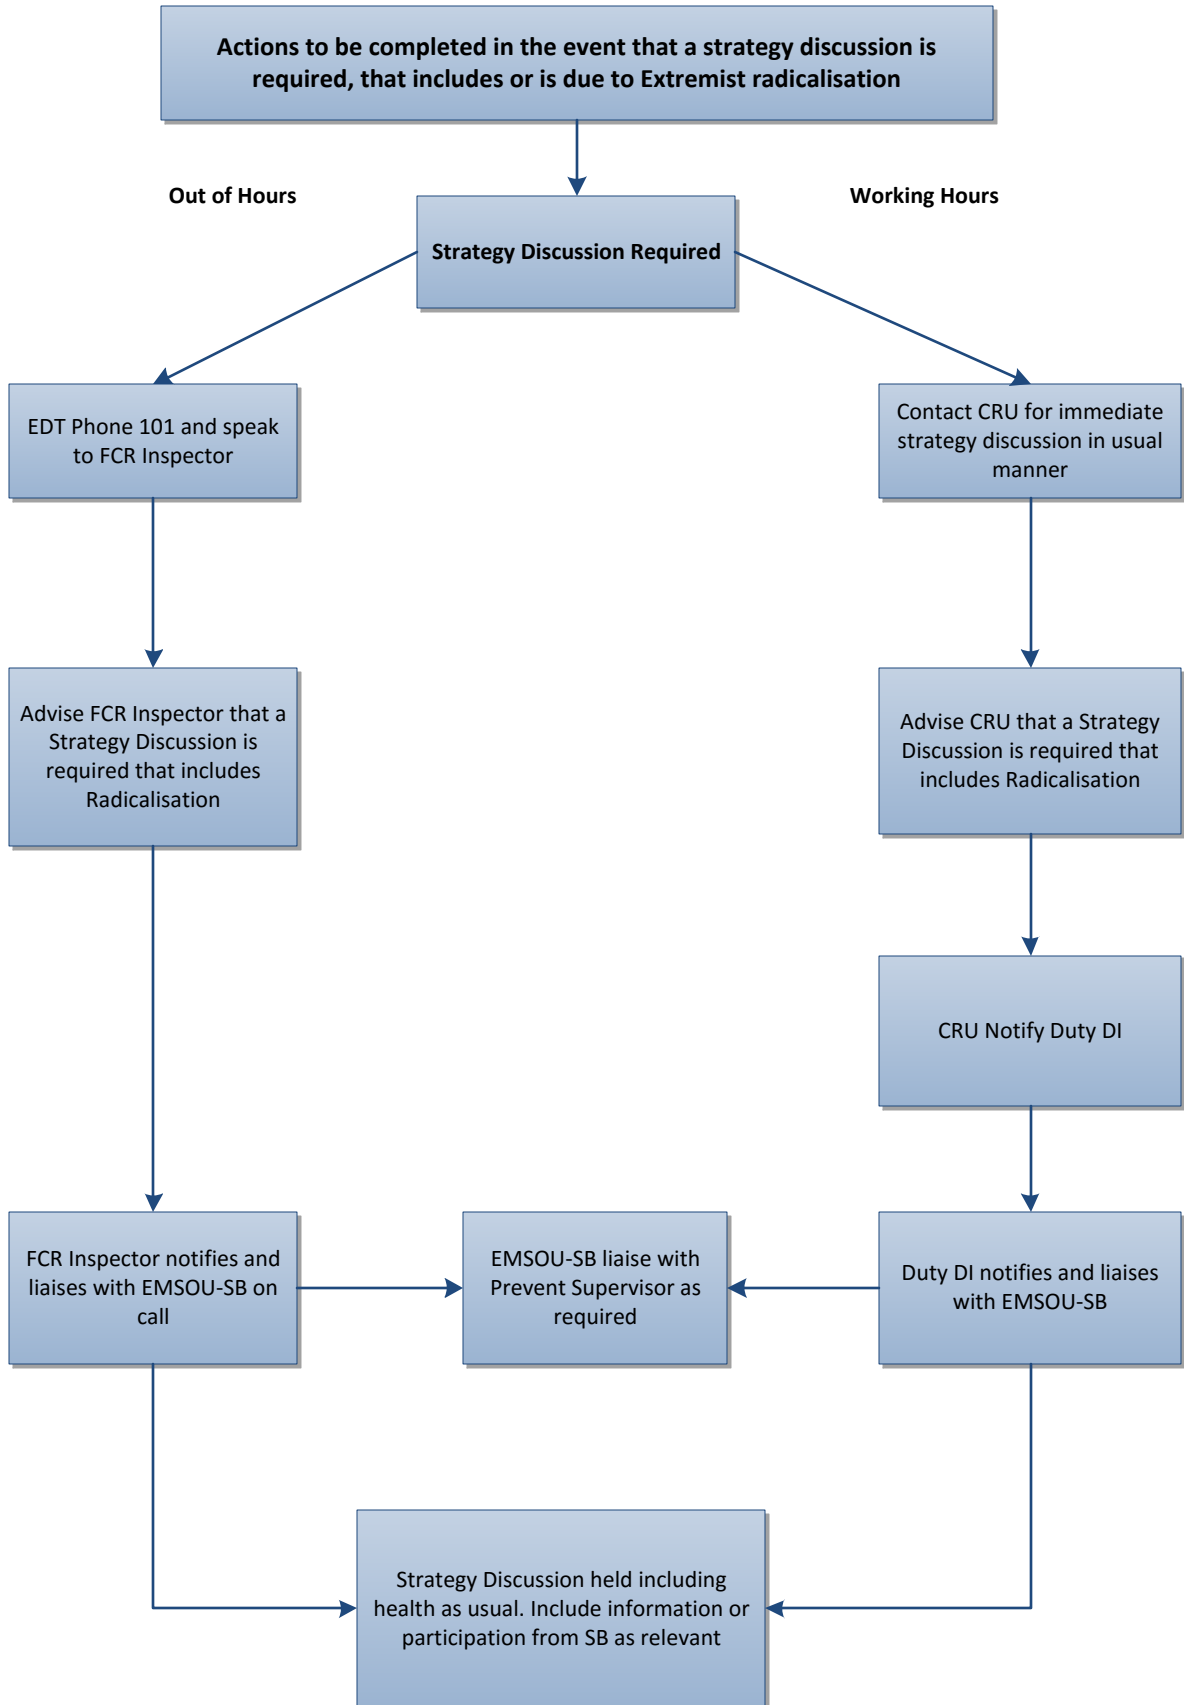 Actions to be completed in the event that a strategy discussion is
required, that includes or is due to Extremist radicalisation
Out of Hours
Working Hours
Strategy Discussion Required
EDT Phone 101 and speak
to FCR Inspector
Contact CRU for immediate
strategy discussion in usual
manner
Advise FCR Inspector that a
Strategy Discussion is
required that includes
Radicalisation
Advise CRU that a Strategy
Discussion is required that
includes Radicalisation
CRU Notify Duty DI
FCR Inspector notifies and
liaises with EMSOU-SB on
call
EMSOU-SB liaise with
Prevent Supervisor as
required
Duty DI notifies and liaises
with EMSOU-SB
Strategy Discussion held including
health as usual. Include information or
participation from SB as relevant